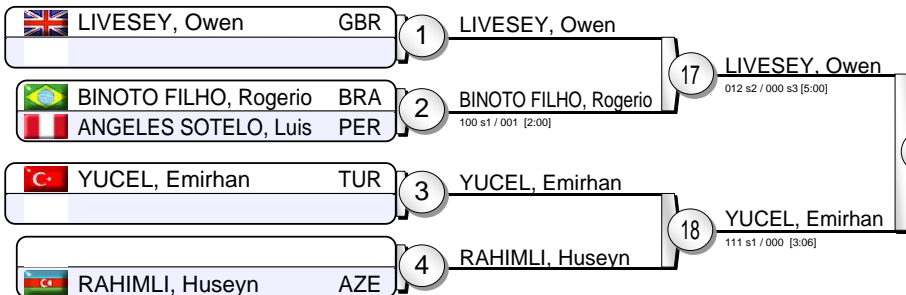 LIVESEY, Owen GBR
1
LIVESEY, Owen
17
LIVESEY, Owen
012 s2 / 000 s3 [5:00]
BINOTO FILHO, Rogerio BRA
ANGELES SOTELO, Luis PER
2
BINOTO FILHO, Rogerio
100 s1 / 001 [2:00]
YUCEL, Emirhan TUR
3
YUCEL, Emirhan
18
YUCEL, Emirhan
111 s1 / 000 [3:06]
4
RAHIMLI, Huseyn
RAHIMLI, Huseyn AZE